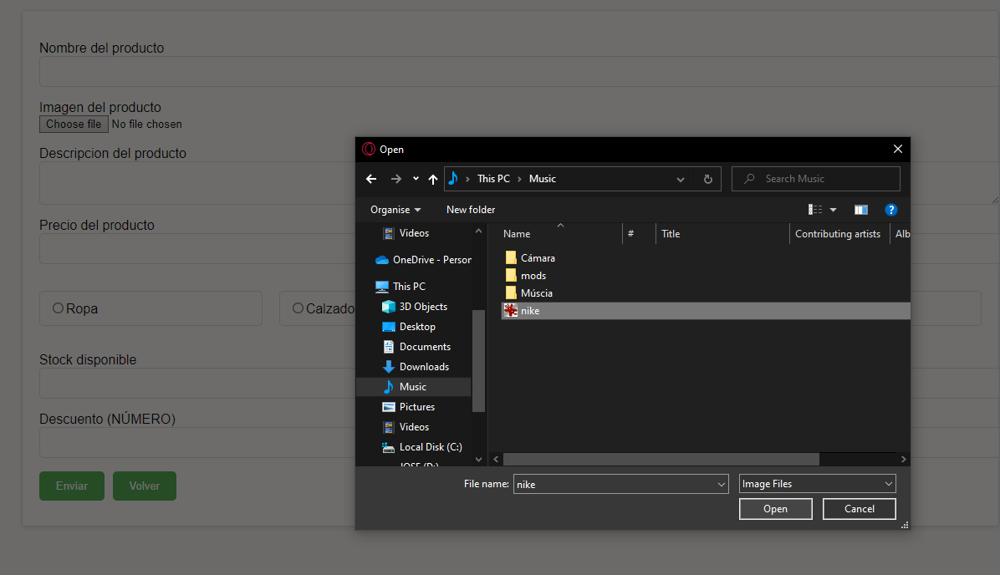 Nombre del producto
Imagen del producto
Choose file No file chosen
Descripcion del producto
Precio del producto
Ropa
Calzado
Stock disponible
Descuento (NÚMERO)
Enviar
Volver
Open
This PC > Music
Search Music
Organise
New folder
Videos
OneDrive - Person
This PC
3D Objects
Desktop
Documents
Downloads
Music
Pictures
Videos
Local Disk (C:)
JOSE (D:)
Name # Title Contributing artists Alb
Cámara
mods
Múscia
nike
File name: nike
Image Files
Open
Cancel